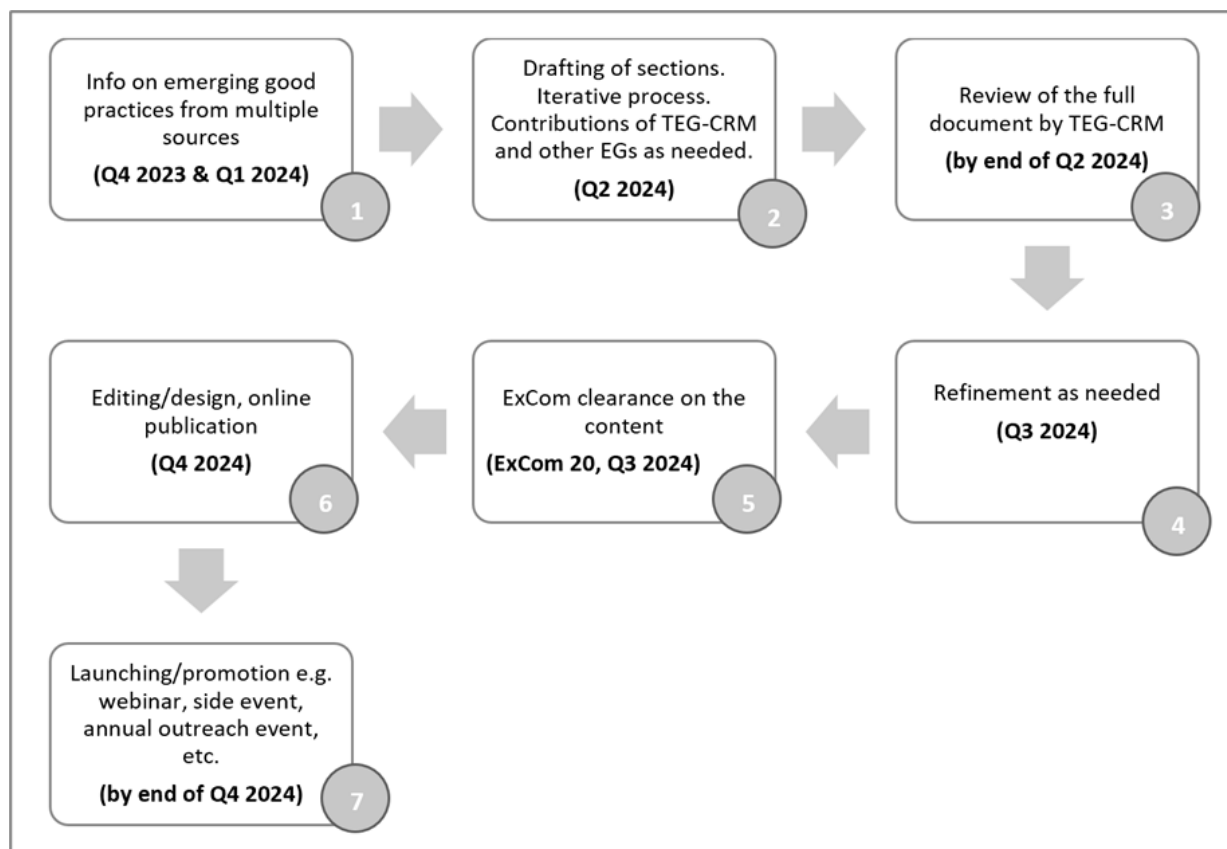 Info on emerging good
practices from multiple
sources
(Q4 2023 & Q1 2024)
1
Drafting of sections.
Iterative process.
Contributions of TEG-CRM
and other EGs as needed.
(Q2 2024)
2
Review of the full
document by TEG-CRM
(by end of Q2 2024)
3
Refinement as needed
(Q3 2024)
4
ExCom clearance on the
content
(ExCom 20, Q3 2024)
5
Editing/design, online
publication
(Q4 2024)
6
Launching/promotion e.g.
webinar, side event,
annual outreach event,
etc.
(by end of Q4 2024)
7